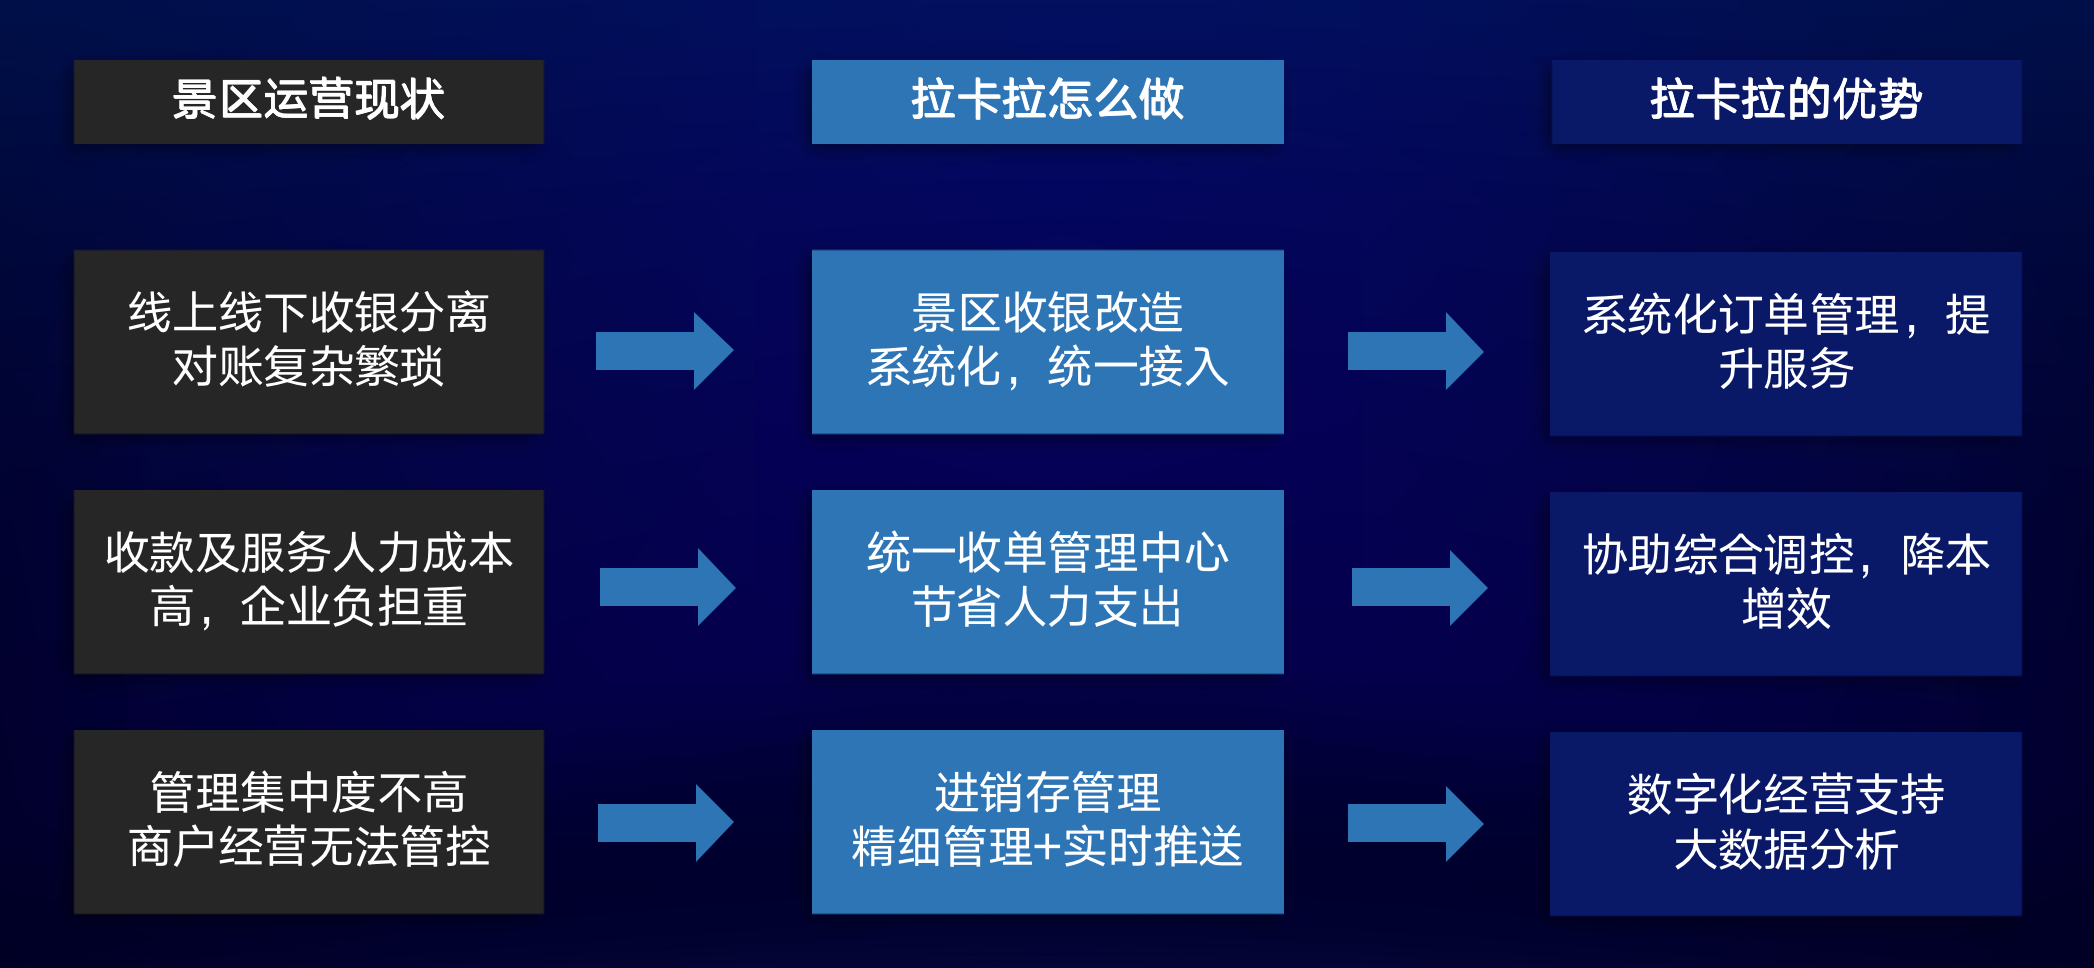 景区运营现状
拉卡拉怎么做
拉卡拉的优势
线上线下收银分离
对账复杂繁琐
景区收银改造
系统化，统一接入
系统化订单管理，提
升服务
收款及服务人力成本
高，企业负担重
统一收单管理中心
节省人力支出
协助综合调控，降本
增效
管理集中度不高
商户经营无法管控
进销存管理
精细管理+实时推送
数字化经营支持
大数据分析